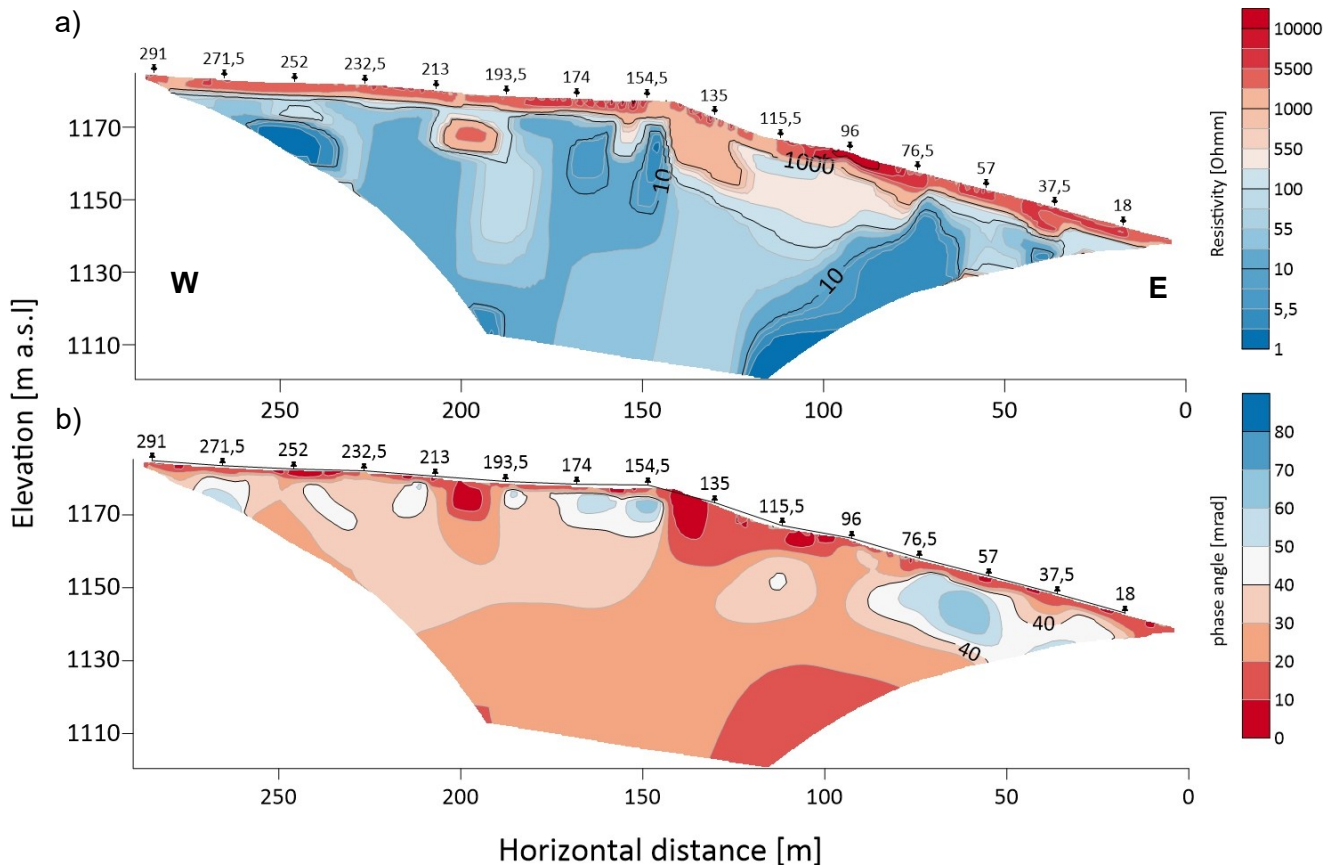 a)
291 271,5 252 232,5 213 193,5 174 154,5 135 115,5 96 76,5 57 37,5 18
1170
1150
1130
1110
1000
10
10
W
E
250 200 150 100 50 0
Resistivity [Ohmm]
10000
5500
1000
550
100
55
10
5,5
1
Elevation [m a.s.l]
b)
291 271,5 252 232,5 213 193,5 174 154,5 135 115,5 96 76,5 57 37,5 18
1170
1150
1130
1110
40
40
250 200 150 100 50 0
phase angle [mrad]
80
70
60
50
40
30
20
10
0
Horizontal distance [m]